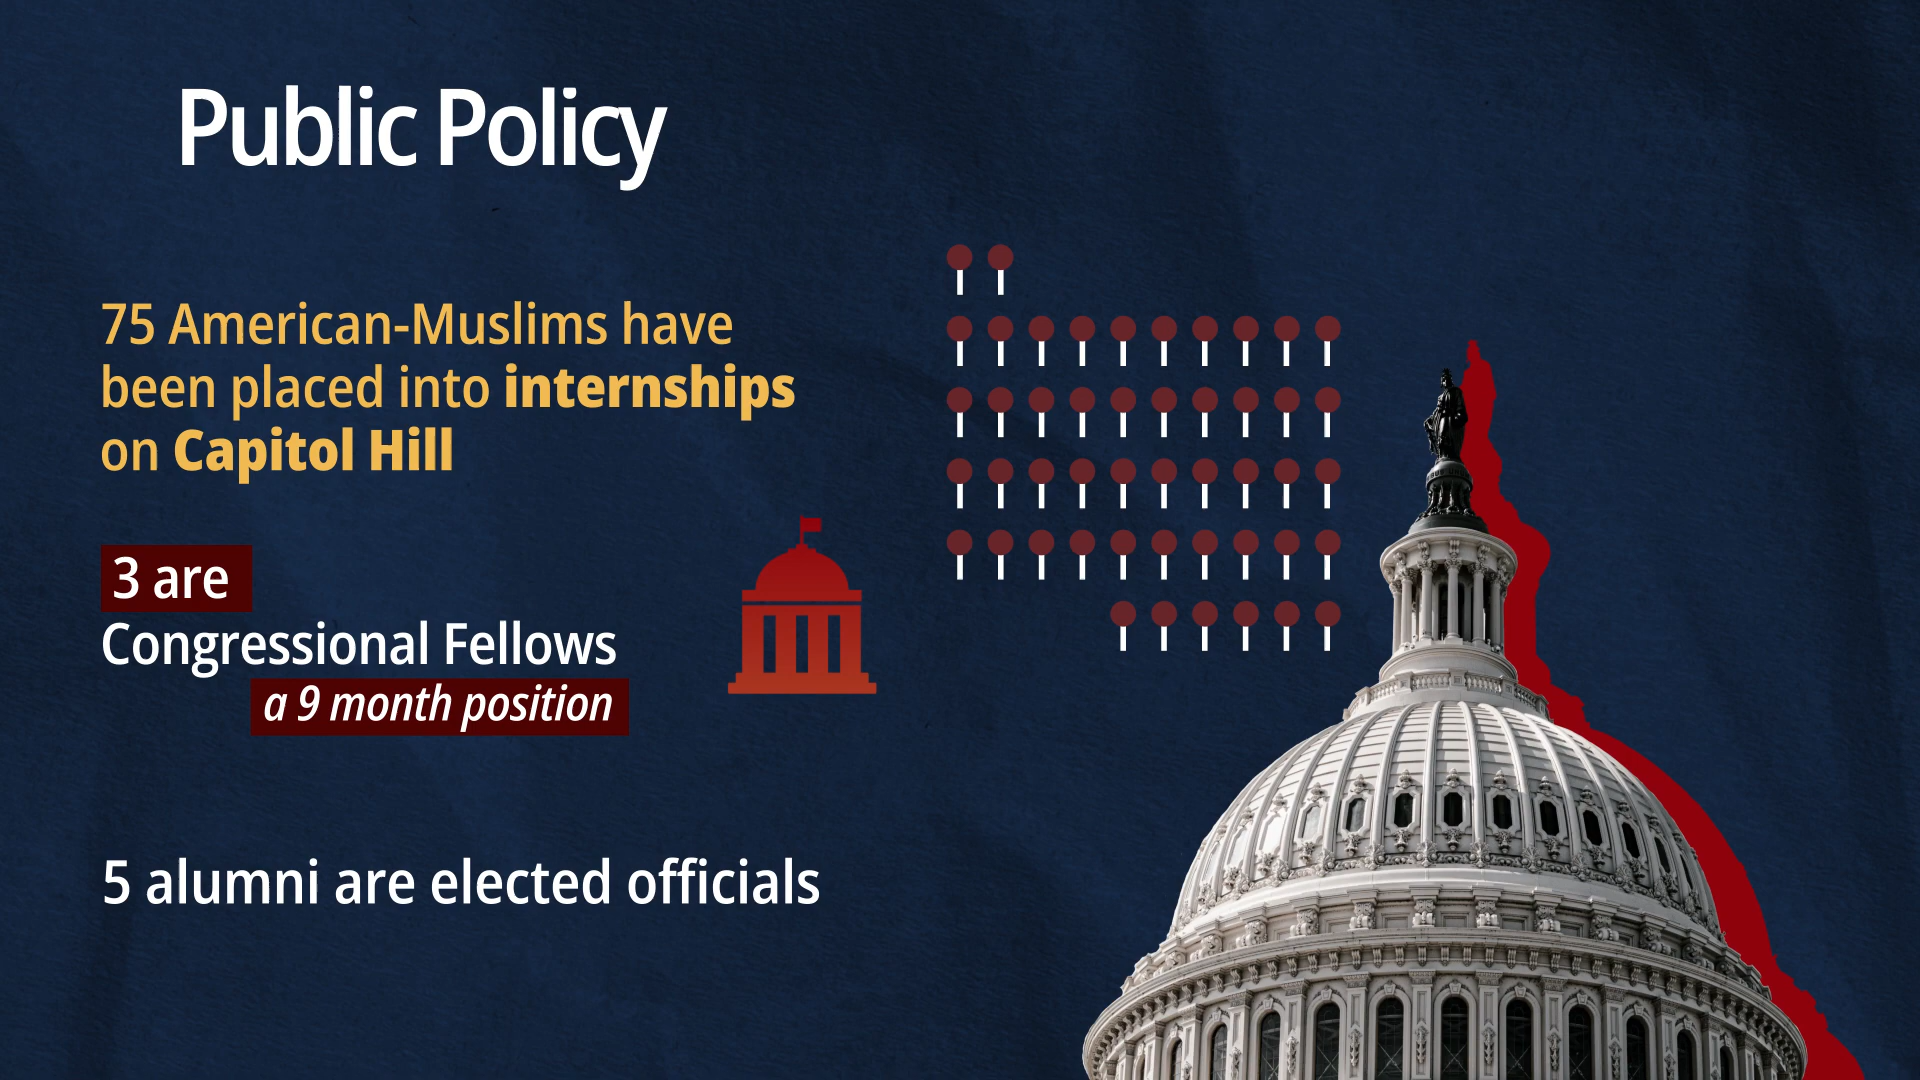 Public Policy
75 American-Muslims have
been placed into internships
on Capitol Hill
3 are
Congressional Fellows
a 9 month position
5 alumni are elected officials